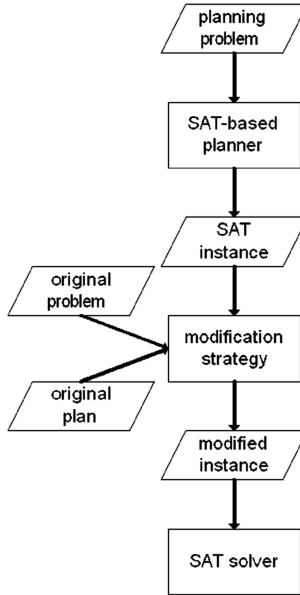 planning
problem
SAT-based
planner
SAT
instance
original
problem
modification
strategy
original
plan
modified
instance
SAT solver